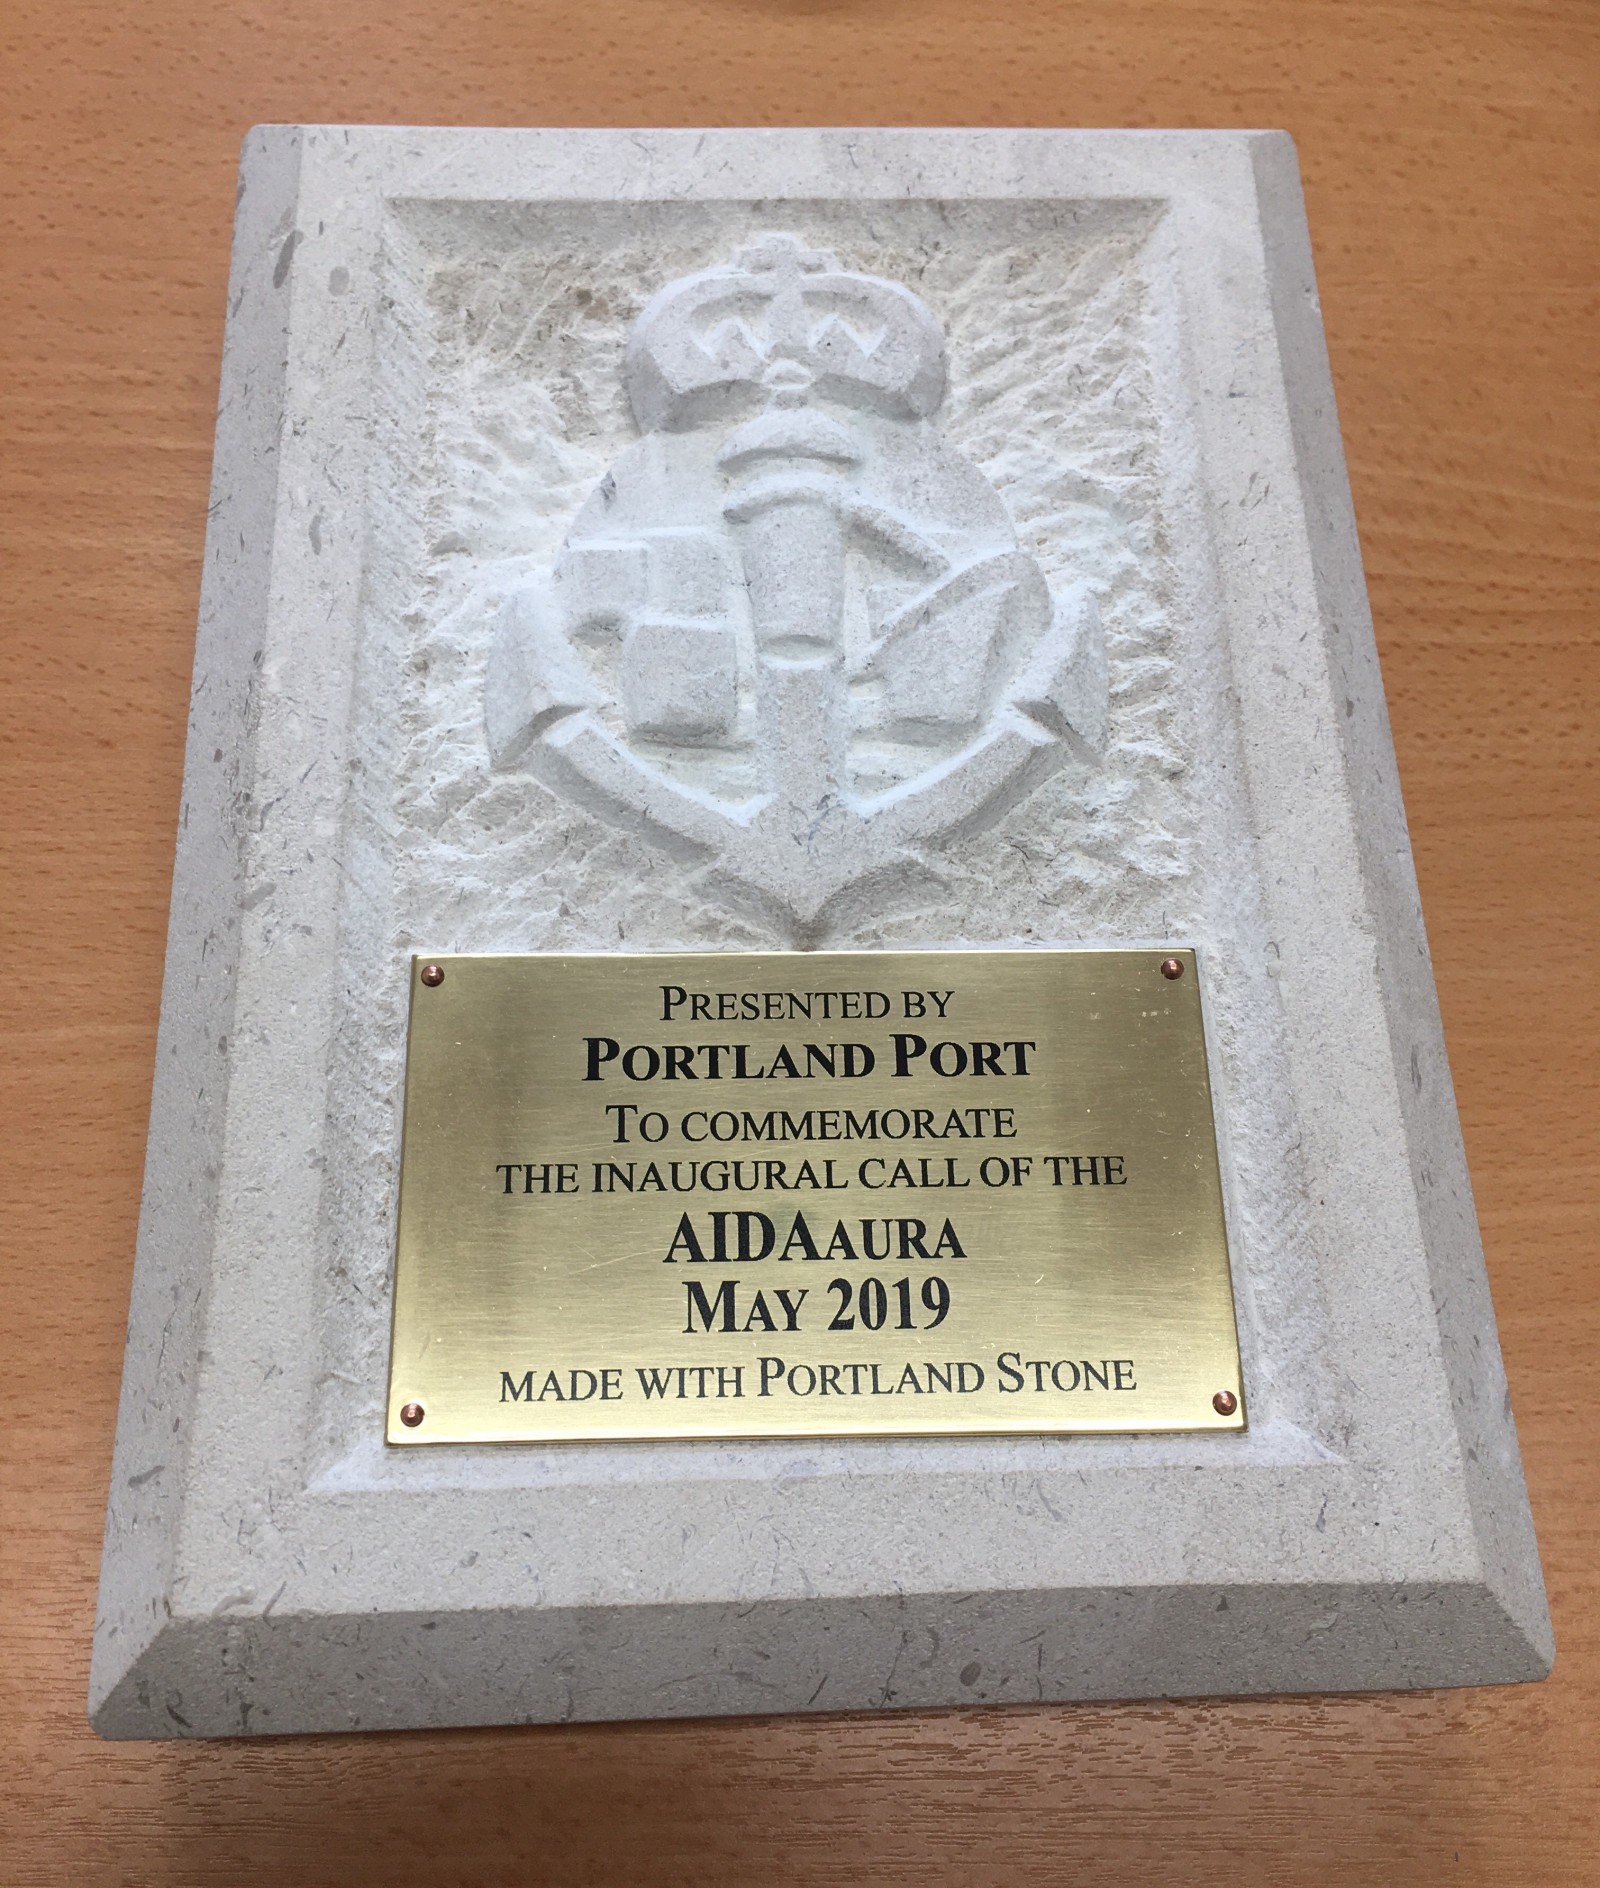 PRESENTED BY
PORTLAND PORT
TO COMMEMORATE
THE INAUGURAL CALL OF THE
AIDAAURA
MAY 2019
MADE WITH PORTLAND STONE